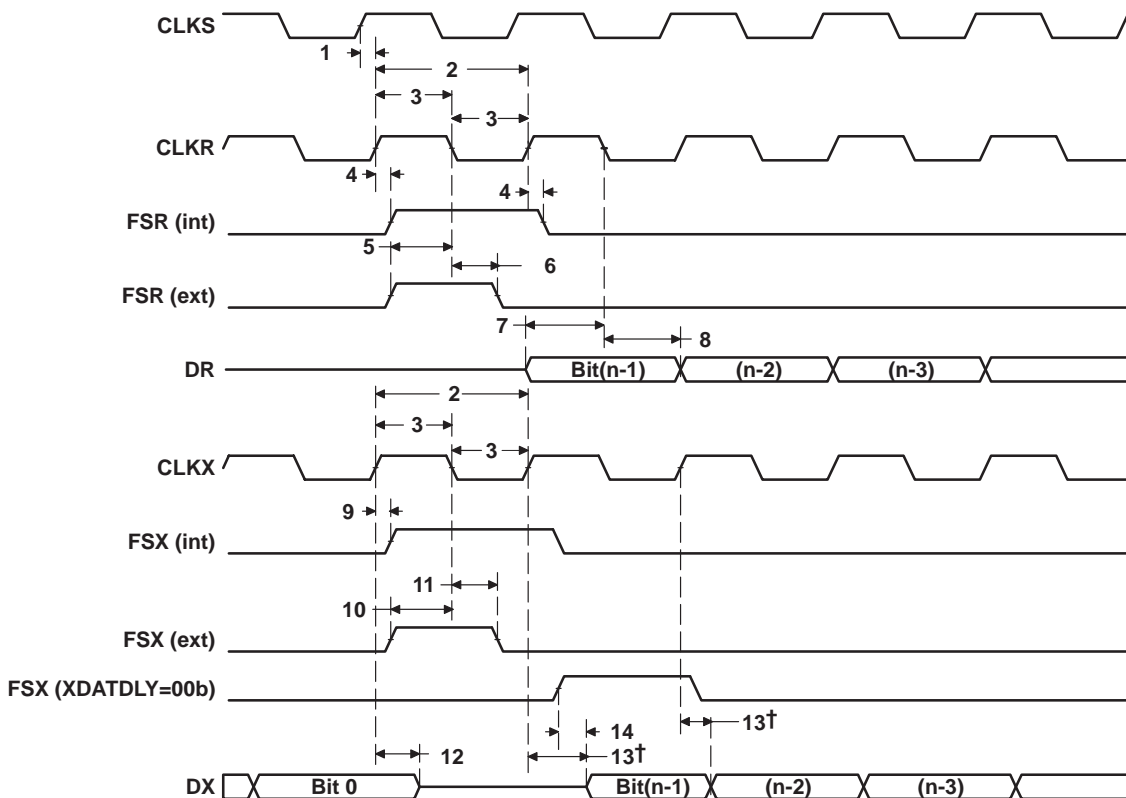 CLKS
1
2
3
3
CLKR
4
4
FSR (int)
5
6
FSR (ext)
7
8
DR
Bit(n-1)
(n-2)
(n-3)
2
3
3
CLKX
9
FSX (int)
11
10
FSX (ext)
FSX (XDATDLY=00b)
13†
14
12
13†
DX
Bit 0
Bit(n-1)
(n-2)
(n-3)